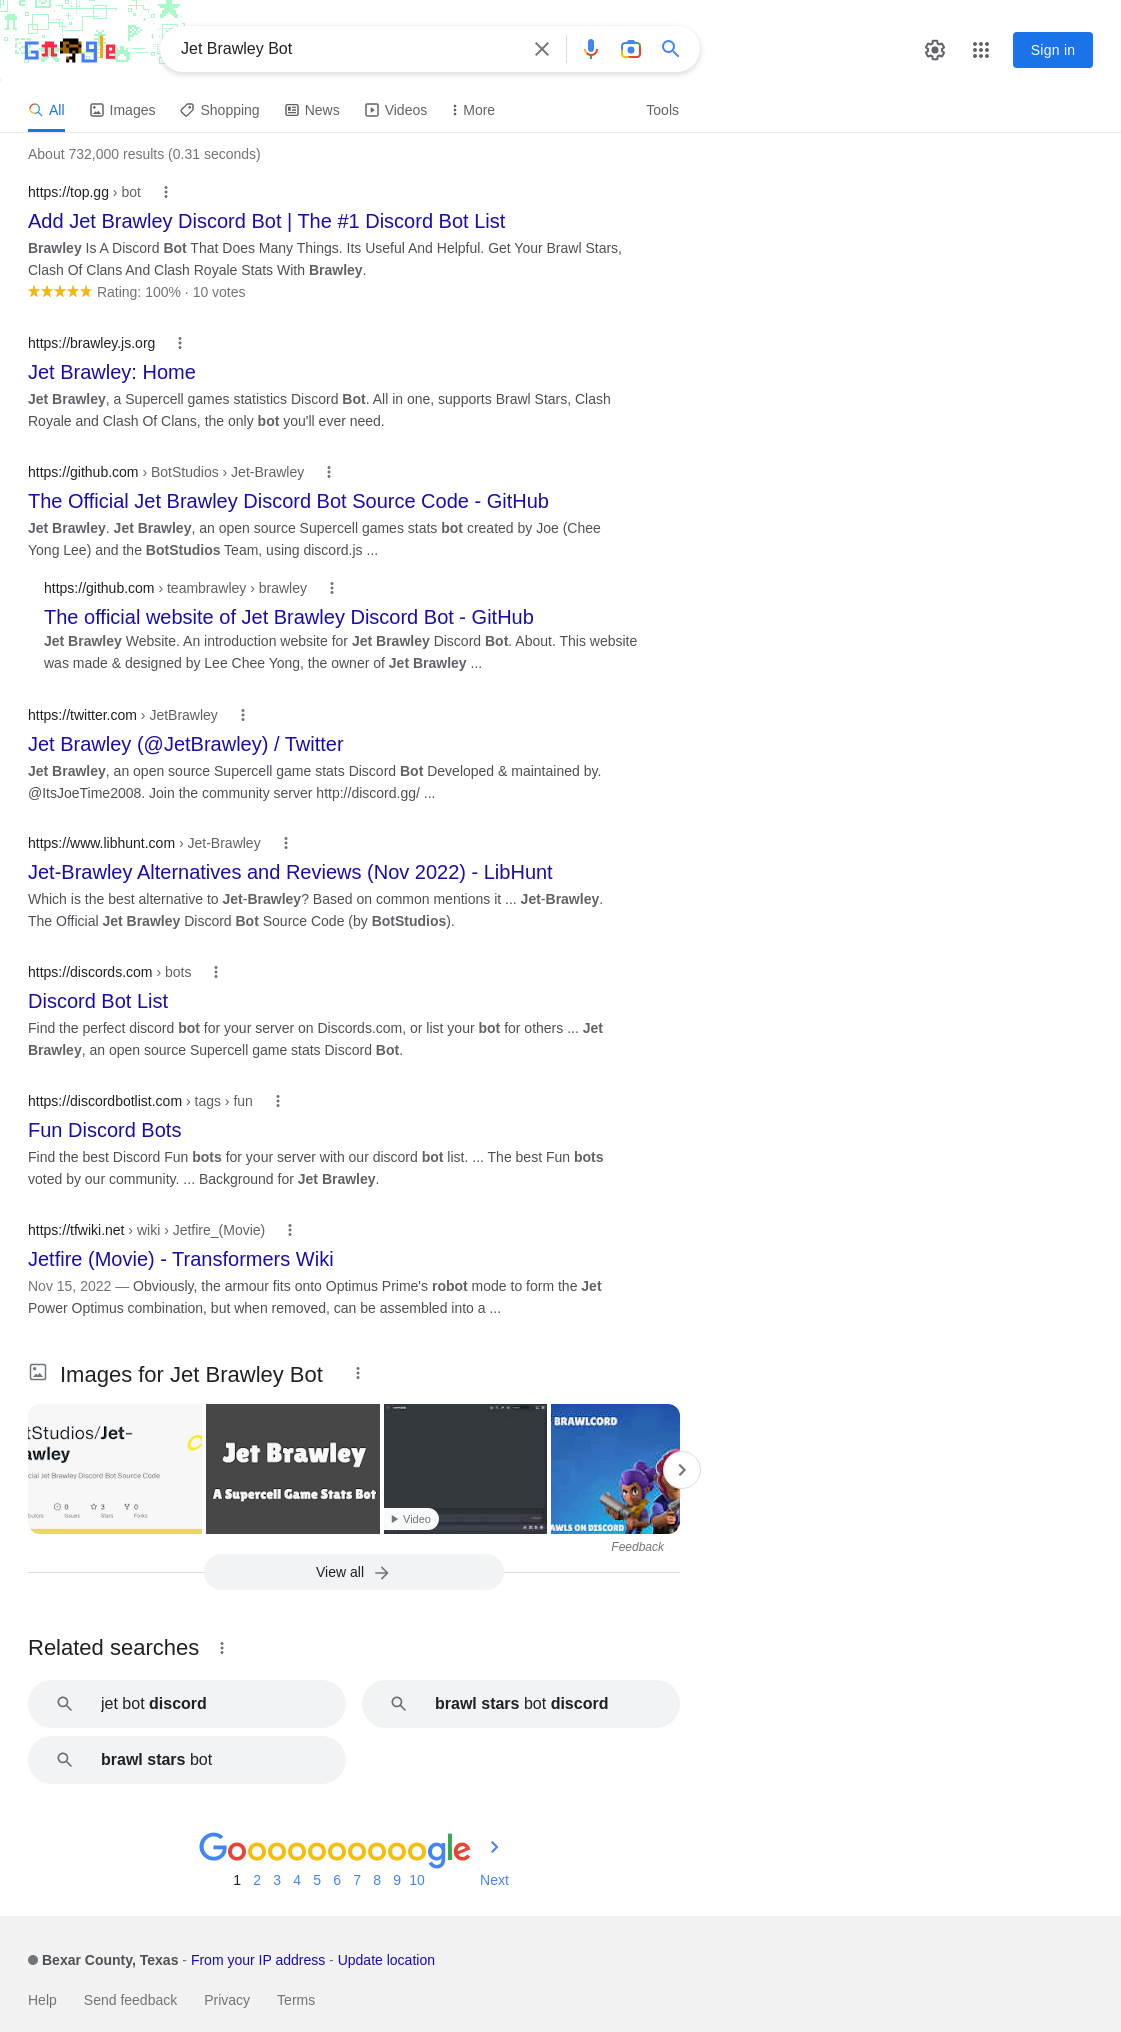 Google
Jet Brawley Bot
Sign in
All
Images
Shopping
News
Videos
More
Tools
About 732,000 results (0.31 seconds)
https://top.gg › bot
Add Jet Brawley Discord Bot | The #1 Discord Bot List
Brawley Is A Discord Bot That Does Many Things. Its Useful And Helpful. Get Your Brawl Stars,
Clash Of Clans And Clash Royale Stats With Brawley.
Rating: 100% · 10 votes
https://brawley.js.org
Jet Brawley: Home
Jet Brawley, a Supercell games statistics Discord Bot. All in one, supports Brawl Stars, Clash
Royale and Clash Of Clans, the only bot you'll ever need.
https://github.com › BotStudios › Jet-Brawley
The Official Jet Brawley Discord Bot Source Code - GitHub
Jet Brawley. Jet Brawley, an open source Supercell games stats bot created by Joe (Chee
Yong Lee) and the BotStudios Team, using discord.js ...
https://github.com › teambrawley › brawley
The official website of Jet Brawley Discord Bot - GitHub
Jet Brawley Website. An introduction website for Jet Brawley Discord Bot. About. This website
was made & designed by Lee Chee Yong, the owner of Jet Brawley ...
https://twitter.com › JetBrawley
Jet Brawley (@JetBrawley) / Twitter
Jet Brawley, an open source Supercell game stats Discord Bot Developed & maintained by.
@ItsJoeTime2008. Join the community server http://discord.gg/ ...
https://www.libhunt.com › Jet-Brawley
Jet-Brawley Alternatives and Reviews (Nov 2022) - LibHunt
Which is the best alternative to Jet-Brawley? Based on common mentions it ... Jet-Brawley.
The Official Jet Brawley Discord Bot Source Code (by BotStudios).
https://discords.com › bots
Discord Bot List
Find the perfect discord bot for your server on Discords.com, or list your bot for others ... Jet
Brawley, an open source Supercell game stats Discord Bot.
https://discordbotlist.com › tags › fun
Fun Discord Bots
Find the best Discord Fun bots for your server with our discord bot list. ... The best Fun bots
voted by our community. ... Background for Jet Brawley.
https://tfwiki.net › wiki › Jetfire_(Movie)
Jetfire (Movie) - Transformers Wiki
Nov 15, 2022 — Obviously, the armour fits onto Optimus Prime's robot mode to form the Jet
Power Optimus combination, but when removed, can be assembled into a ...
Images for Jet Brawley Bot
tStudios/Jet-
awley
cial Jet Brawley Discord Bot Source Code
0 3 0
butors Issues Stars Forks
Jet Brawley
A Supercell Game Stats Bot
Video
BRAWLCORD
AWLS ON DISCORD
Feedback
View all
Related searches
jet bot discord
brawl stars bot discord
brawl stars bot
Goooooooooogle
1 2 3 4 5 6 7 8 9 10 Next
Bexar County, Texas - From your IP address - Update location
Help Send feedback Privacy Terms